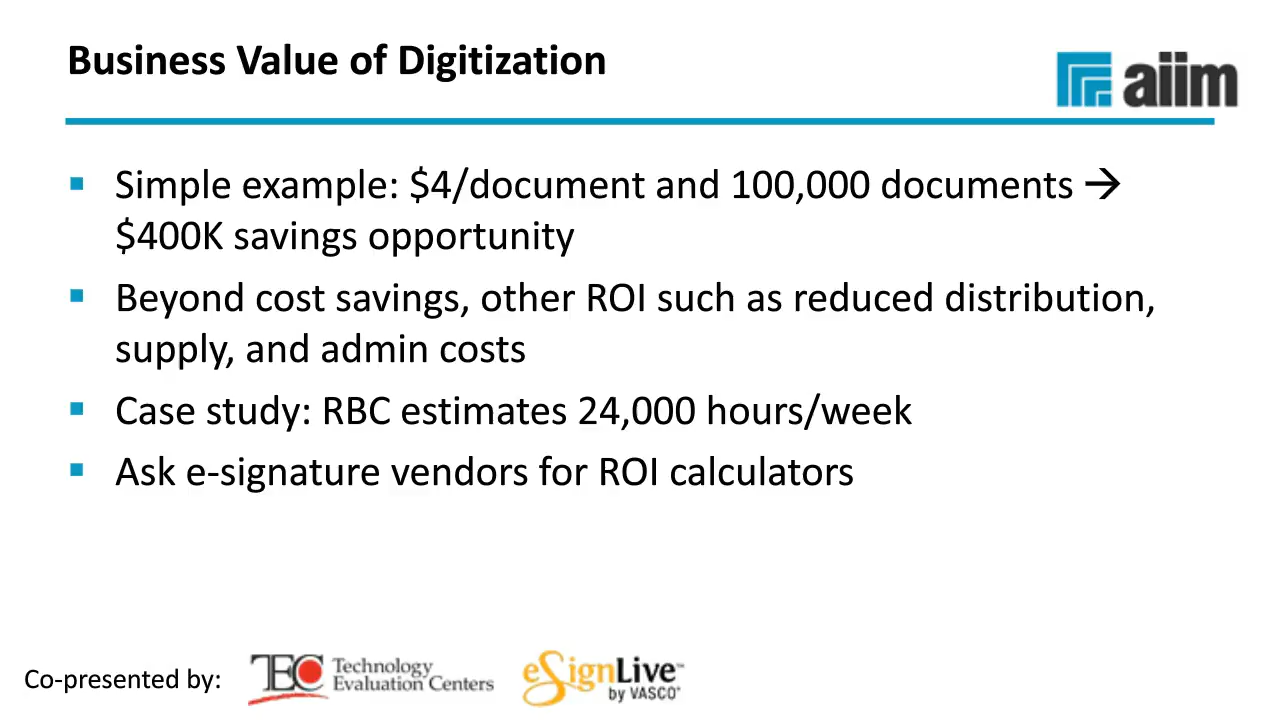 Business Value of Digitization
aiim
▪ Simple example: $4/document and 100,000 documents →
$400K savings opportunity
▪ Beyond cost savings, other ROI such as reduced distribution,
supply, and admin costs
▪ Case study: RBC estimates 24,000 hours/week
▪ Ask e-signature vendors for ROI calculators
Co-presented by:
TEC Technology
Evaluation Centers
eSignLive™
by VASCO®